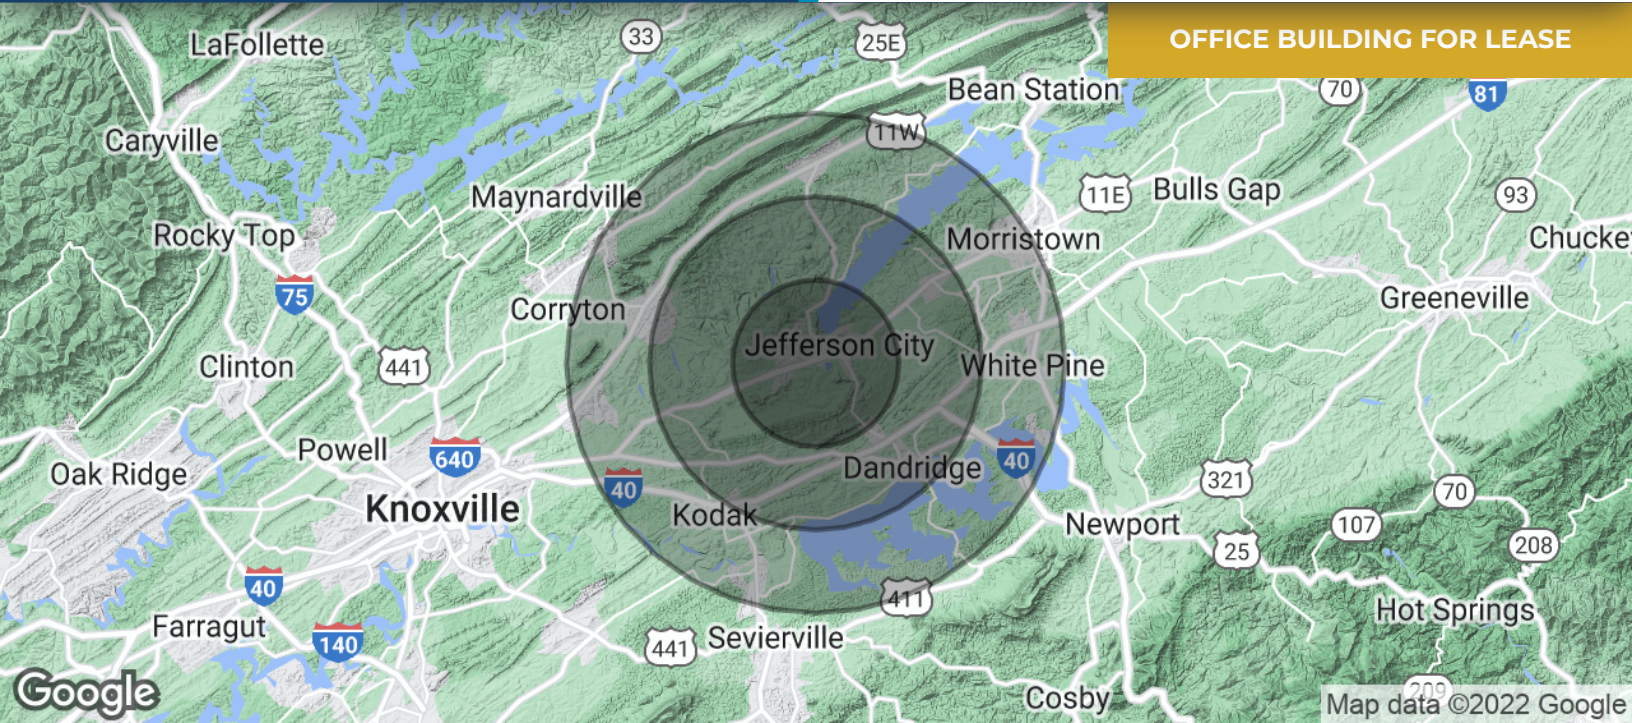 OFFICE BUILDING FOR LEASE
LaFollette
33
25E
Bean Station
70
81
Caryville
11W
Maynardville
11E
Bulls Gap
93
Rocky Top
Morristown
Chuckey
75
Corryton
Greeneville
Jefferson City
Clinton
441
White Pine
Powell
640
Oak Ridge
40
Dandridge
40
321
70
Knoxville
Kodak
Newport
107
25
208
40
411
Farragut
140
441
Sevierville
Hot Springs
Google
Cosby
209
Map data ©2022 Google